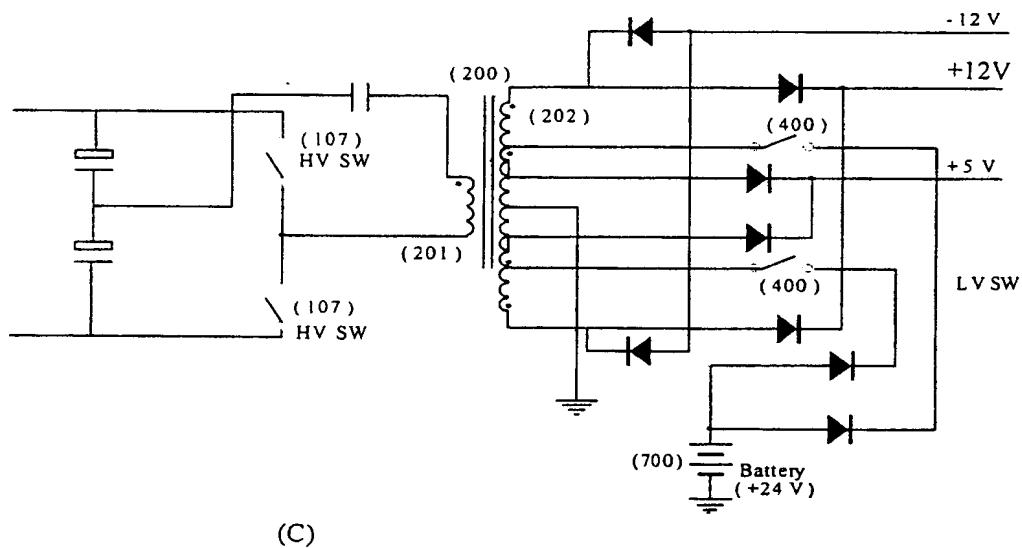 -12 V
(200)
+12V
(202)
(107)
HV SW
(400)
+5 V
(201)
(400)
LV SW
(107)
HV SW
(700)
Battery
(+24 V)
(C)